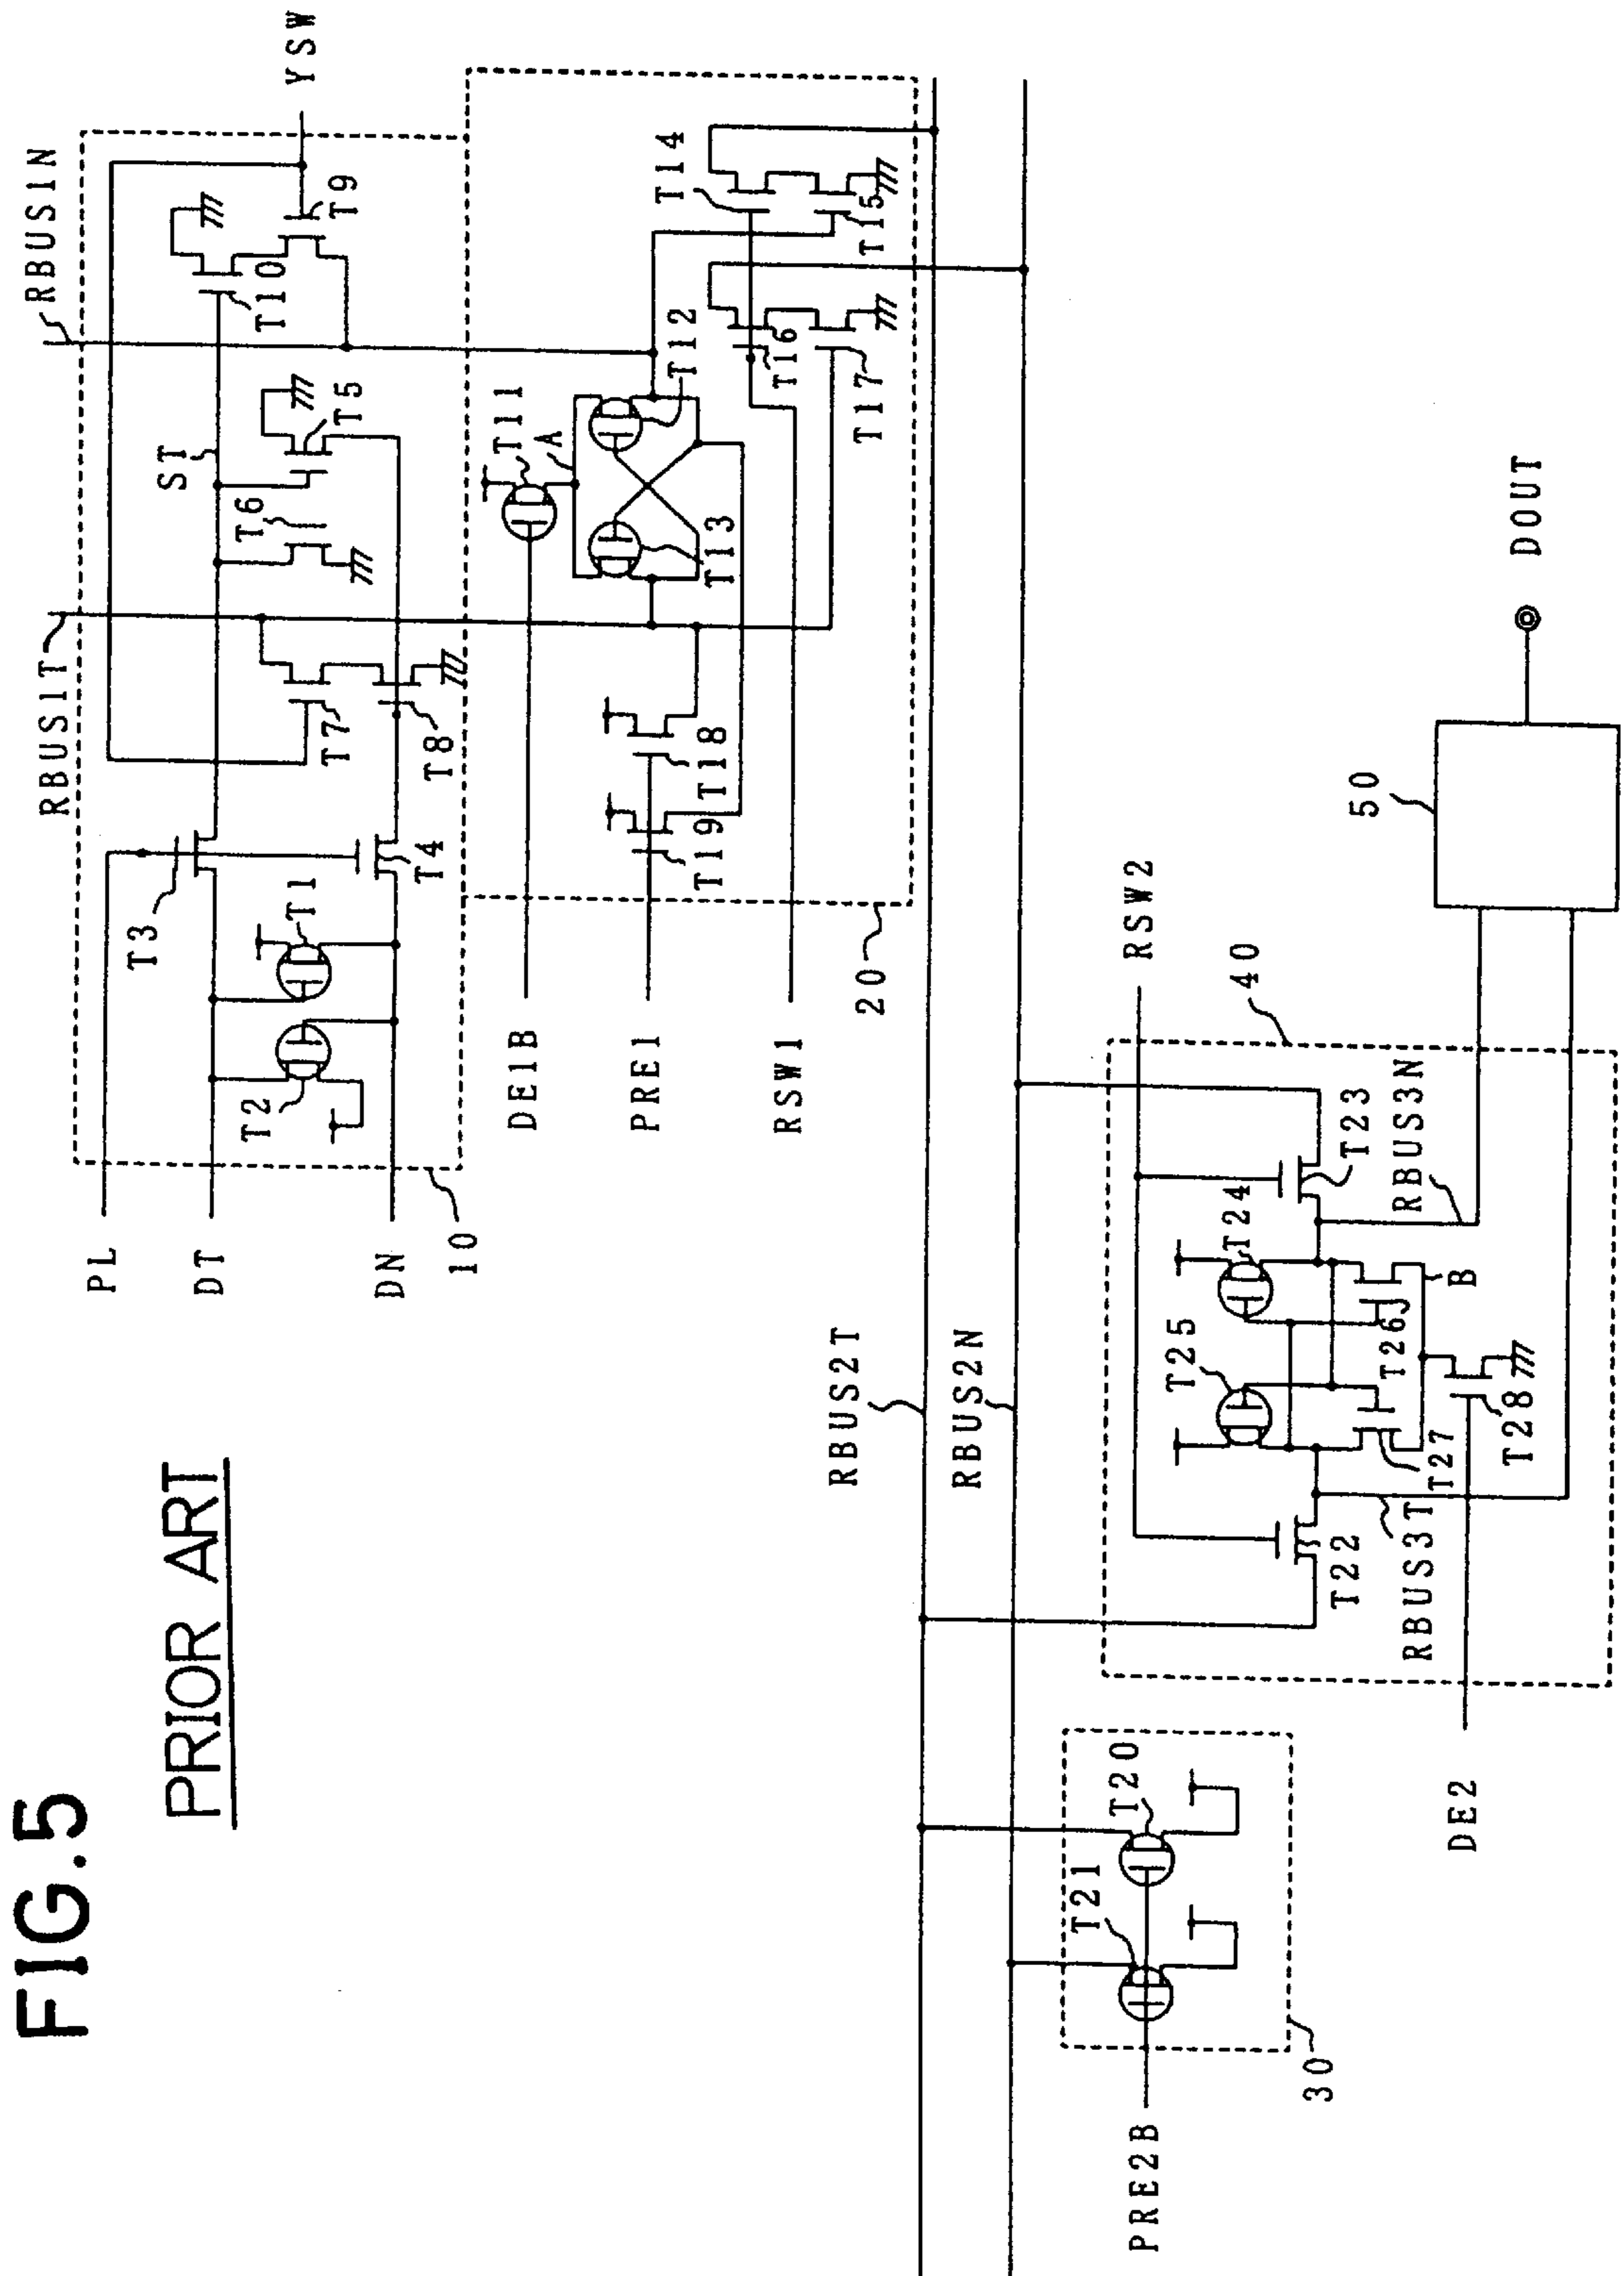 FIG.5
PRIOR ART
RBUS1T
RBUS1N
YSW
PL
DT
DN
10
T3
T2
T1
T4
ST
T6
T5
T7
T8
T10
T9
DE1B
PRE1
RSW1
20
T11
A
T13
T12
T19
T18
T14
T15
T16
T17
RBUS2T
RBUS2N
PRE2B
30
T21
T20
RSW2
40
T25
T24
T22
T23
T27
T26
B
T28
RBUS3T
RBUS3N
DE2
50
DOUT